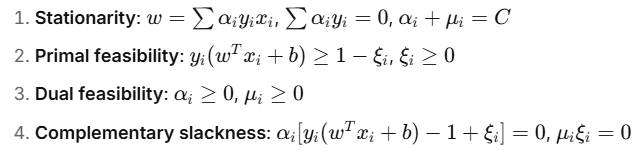 1. Stationarity: w = ∑ αᵢyᵢxᵢ, ∑ αᵢyᵢ = 0, αᵢ + μᵢ = C
2. Primal feasibility: yᵢ(wᵀxᵢ + b) ≥ 1 − ξᵢ, ξᵢ ≥ 0
3. Dual feasibility: αᵢ ≥ 0, μᵢ ≥ 0
4. Complementary slackness: αᵢ[yᵢ(wᵀxᵢ + b) − 1 + ξᵢ] = 0, μᵢξᵢ = 0